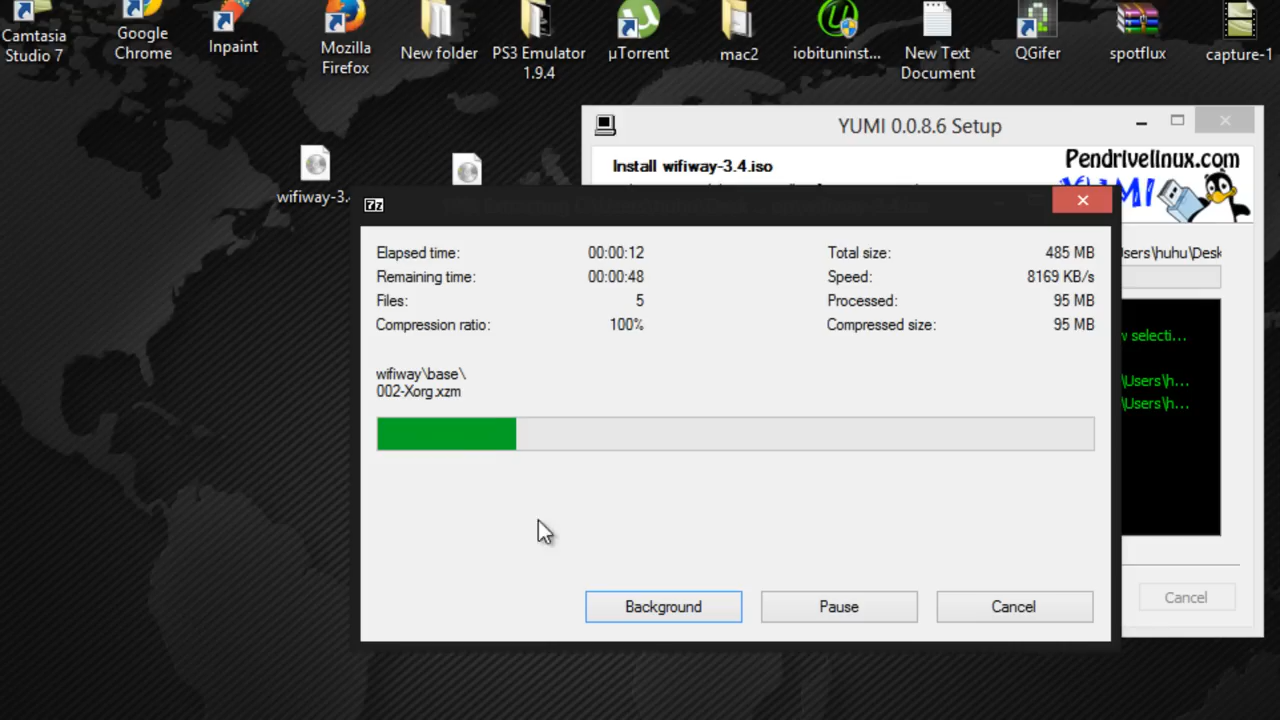 Camtasia
Studio 7
Google
Chrome
Inpaint
Mozilla
Firefox
New folder
PS3 Emulator
1.9.4
µTorrent
mac2
iobituninst...
New Text
Document
QGifer
spotflux
capture-1
wifiway-3.
YUMI 0.0.8.6 Setup
Install wifiway-3.4.iso
Pendrivelinux.com
YUMI
7z
Elapsed time: 00:00:12
Total size: 485 MB
Remaining time: 00:00:48
Speed: 8169 KB/s
Files: 5
Processed: 95 MB
Compression ratio: 100%
Compressed size: 95 MB
wifiway\base\
002-Xorg.xzm
Background
Pause
Cancel
sers\huhu\Desk
selecti...
\Users\h...
\Users\h...
Cancel